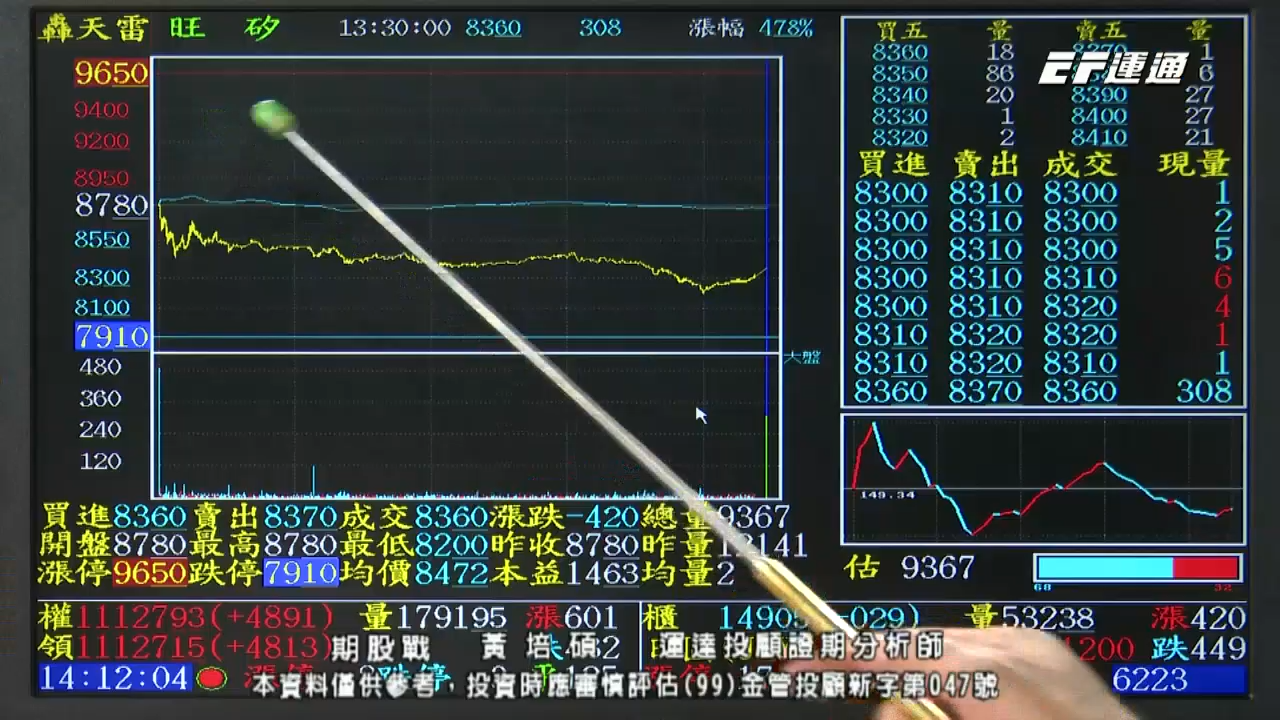 轟天雷 旺 矽 13:30:00 8360 308 漲幅 478%
9650
9400
9200
8950
8780
8550
8300
8100
7910
大盤
480
360
240
120
買五 量 賣五 量
8360 18 1
8350 86 6
8340 20 8390 27
8330 1 8400 27
8320 2 8410 21
EF運通
買進 賣出 成交 現量
8300 8310 8300 1
8300 8310 8300 2
8300 8310 8300 5
8300 8310 8310 6
8300 8310 8320 4
8310 8320 8320 1
8310 8320 8310 1
8360 8370 8360 308
149.34
買進8360 賣出8370 成交8360 漲跌-420 總量9367
開盤8780 最高8780 最低8200 昨收8780 昨量12141
漲停9650 跌停7910 均價8472 本益1463 均量2
估 9367
68 32
權1112793(+4891) 量179195 漲601
櫃 量53238 漲420
領1112715(+4813)
1200 跌449
期股戰 黃培碩 運達投顧證期分析師
14:12:04
6223
本資料僅供參考，投資時應審慎評估(99)金管投顧新字第047號